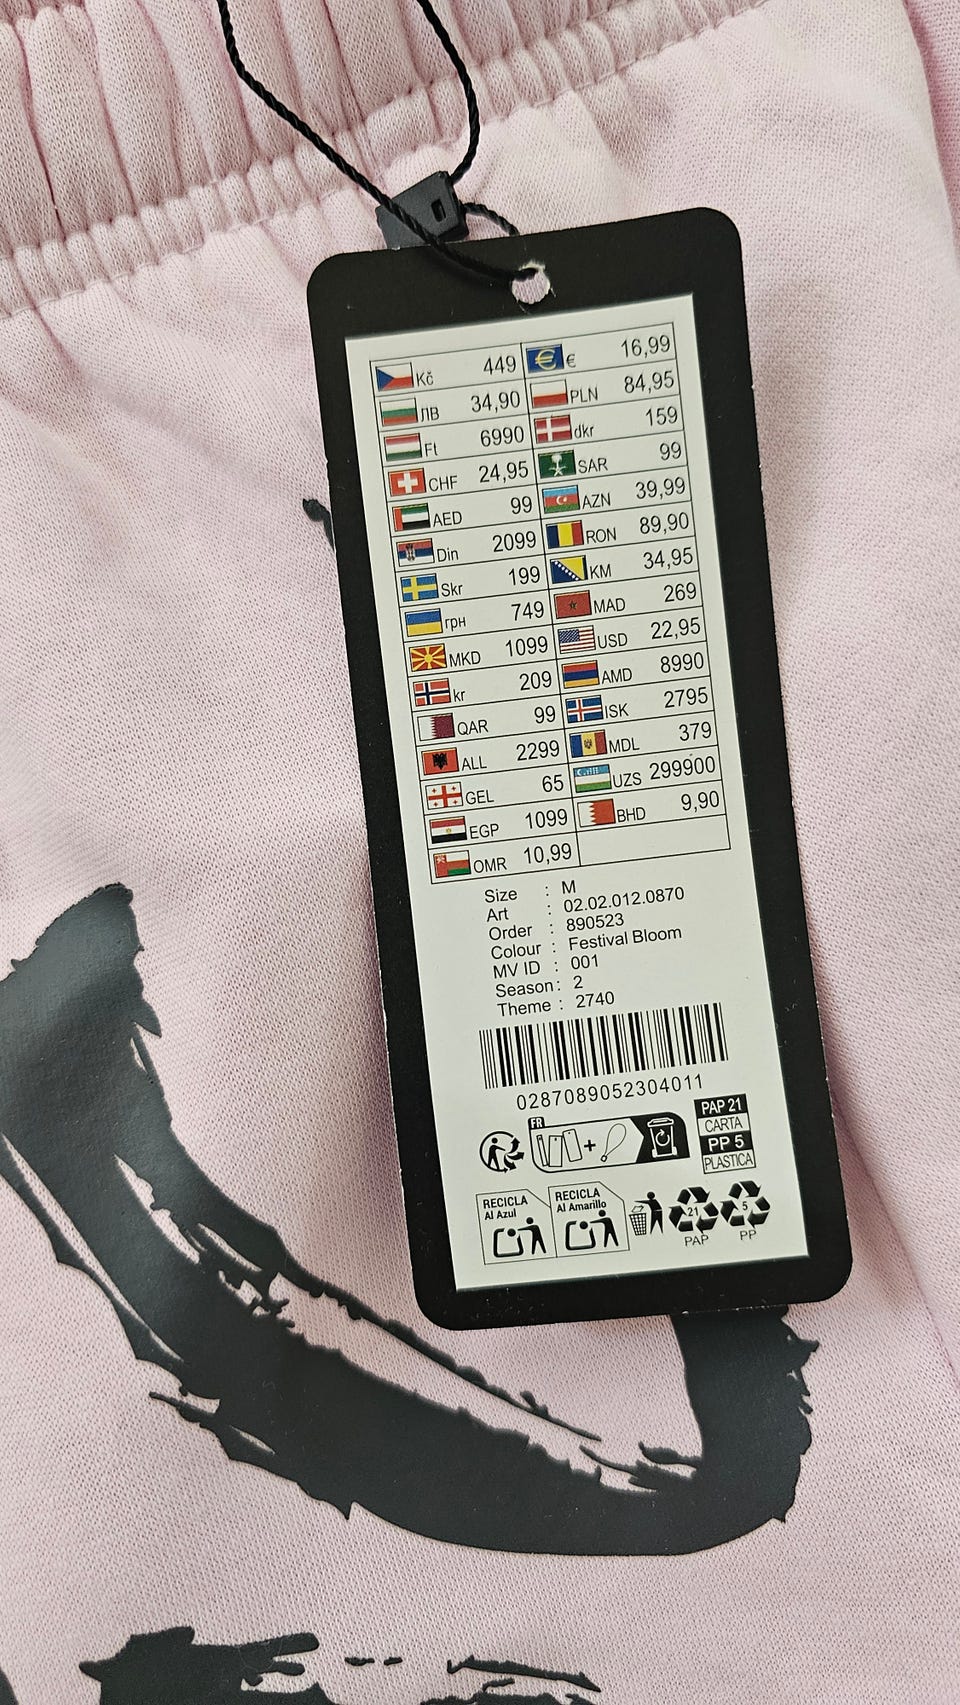 Kč 449 € 16,99
ЛВ 34,90 PLN 84,95
Ft 6990 dkr 159
CHF 24,95 SAR 99
AED 99 AZN 39,99
Din 2099 RON 89,90
Skr 199 KM 34,95
грн 749 MAD 269
MKD 1099 USD 22,95
kr 209 AMD 8990
QAR 99 ISK 2795
ALL 2299 MDL 379
GEL 65 UZS 299900
EGP 1099 BHD 9,90
OMR 10,99
Size : M
Art : 02.02.012.0870
Order : 890523
Colour : Festival Bloom
MV ID : 001
Season : 2
Theme : 2740
0287089052304011
FR
+
PAP 21
CARTA
PP 5
PLASTICA
RECICLA
Al Azul
RECICLA
Al Amarillo
21
PAP
5
PP